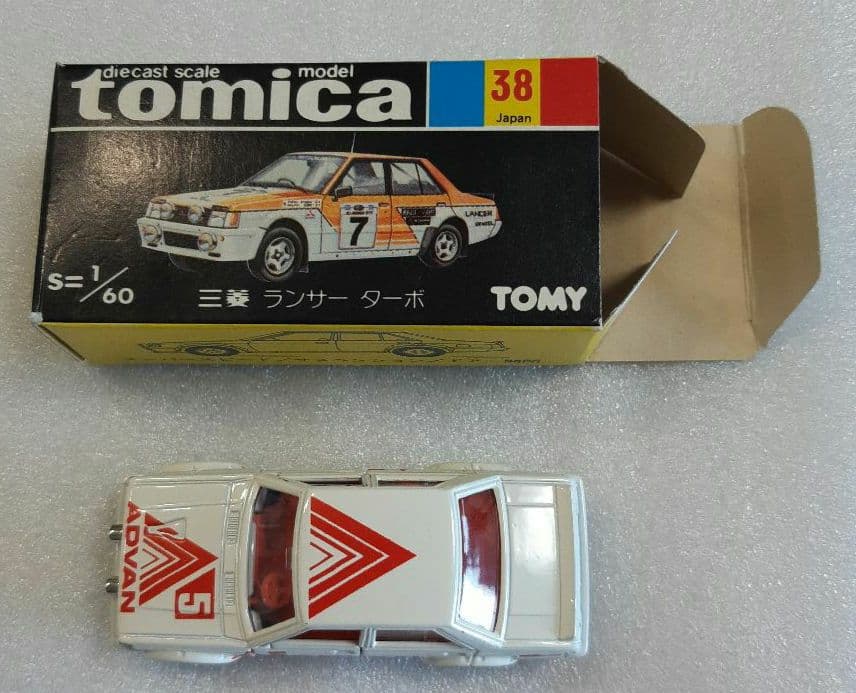 diecast scale model
tomica
38
Japan
7
LANCER
S=1/60
三菱 ランサー ターボ
TOMY
ADVAN
5